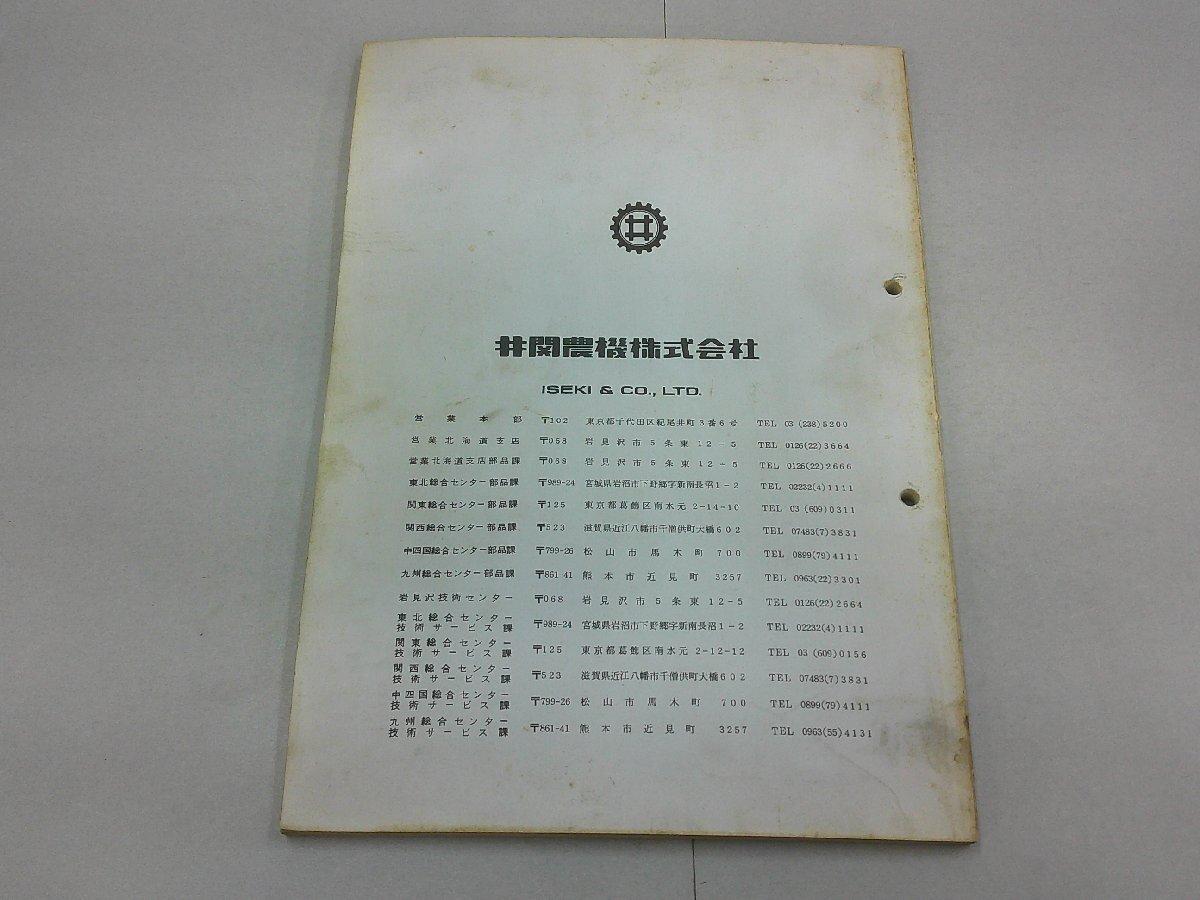 井
井関農機株式会社
ISEKI & CO., LTD.
営業本部 〒102 東京都千代田区紀尾井町3番6号 TEL 03 (238) 5200
営業北海道支店 〒068 岩見沢市5条東12-5 TEL 0126(22)3664
営業北海道支店部品課 〒068 岩見沢市5条東12-5 TEL 0126(22)2666
東北総合センター部品課 〒989-24 宮城県岩沼市下野郷字新南長沼1-2 TEL 02232(4)1111
関東総合センター部品課 〒125 東京都葛飾区南水元2-14-10 TEL 03 (609)0311
関西総合センター部品課 〒523 滋賀県近江八幡市千僧供町大橋602 TEL 07483(7)3831
中四国総合センター部品課 〒799-26 松山市馬木町700 TEL 0899(79)4111
九州総合センター部品課 〒861-41 熊本市近見町3257 TEL 0963(22)3301
岩見沢技術センター 〒068 岩見沢市5条東12-5 TEL 0126(22)2664
東北総合センター
技術サービス課 〒989-24 宮城県岩沼市下野郷字新南長沼1-2 TEL 02232(4)1111
関東総合センター
技術サービス課 〒125 東京都葛飾区南水元2-12-12 TEL 03 (609)0156
関西総合センター
技術サービス課 〒523 滋賀県近江八幡市千僧供町大橋602 TEL 07483(7)3831
中四国総合センター
技術サービス課 〒799-26 松山市馬木町700 TEL 0899(79)4111
九州総合センター
技術サービス課 〒861-41 熊本市近見町3257 TEL 0963(55)4131